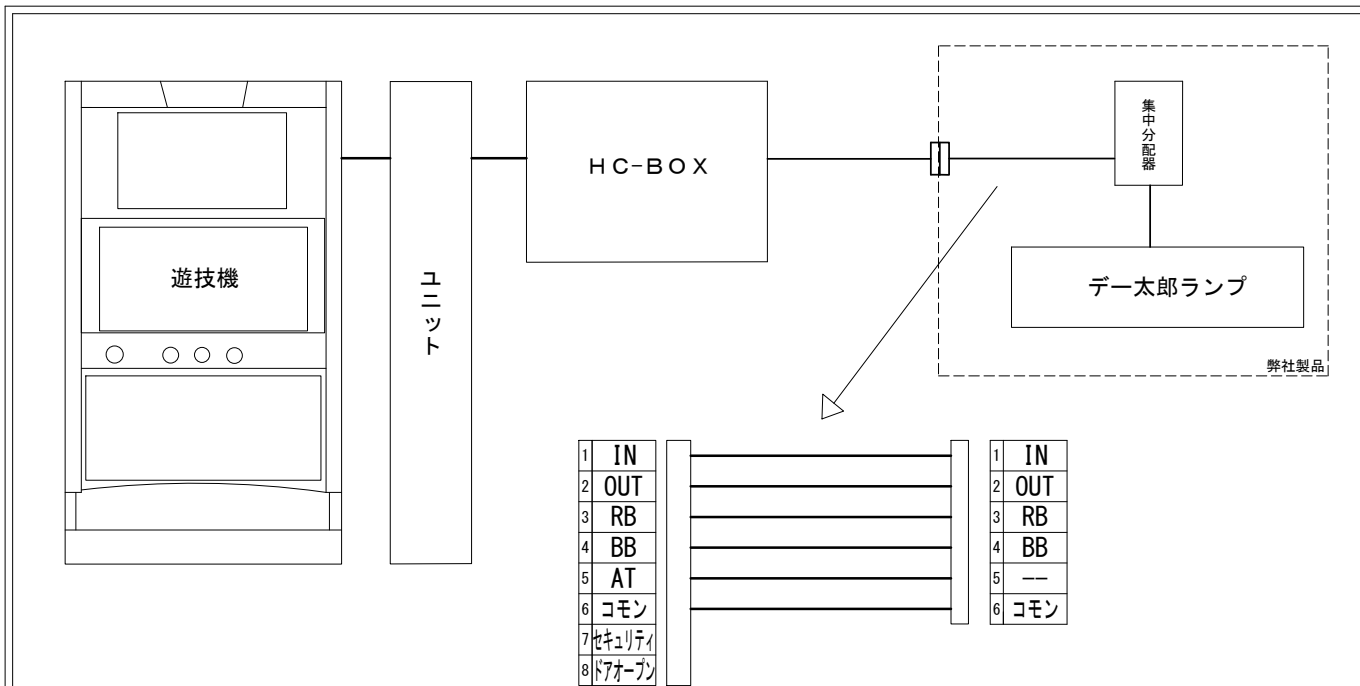 遊技機
ユニット
HC-BOX
集中分配器
デー太郎ランプ
弊社製品
1 IN
2 OUT
3 RB
4 BB
5 AT
6 コモン
7 セキュリティ
8 ドアオープン
1 IN
2 OUT
3 RB
4 BB
5 --
6 コモン